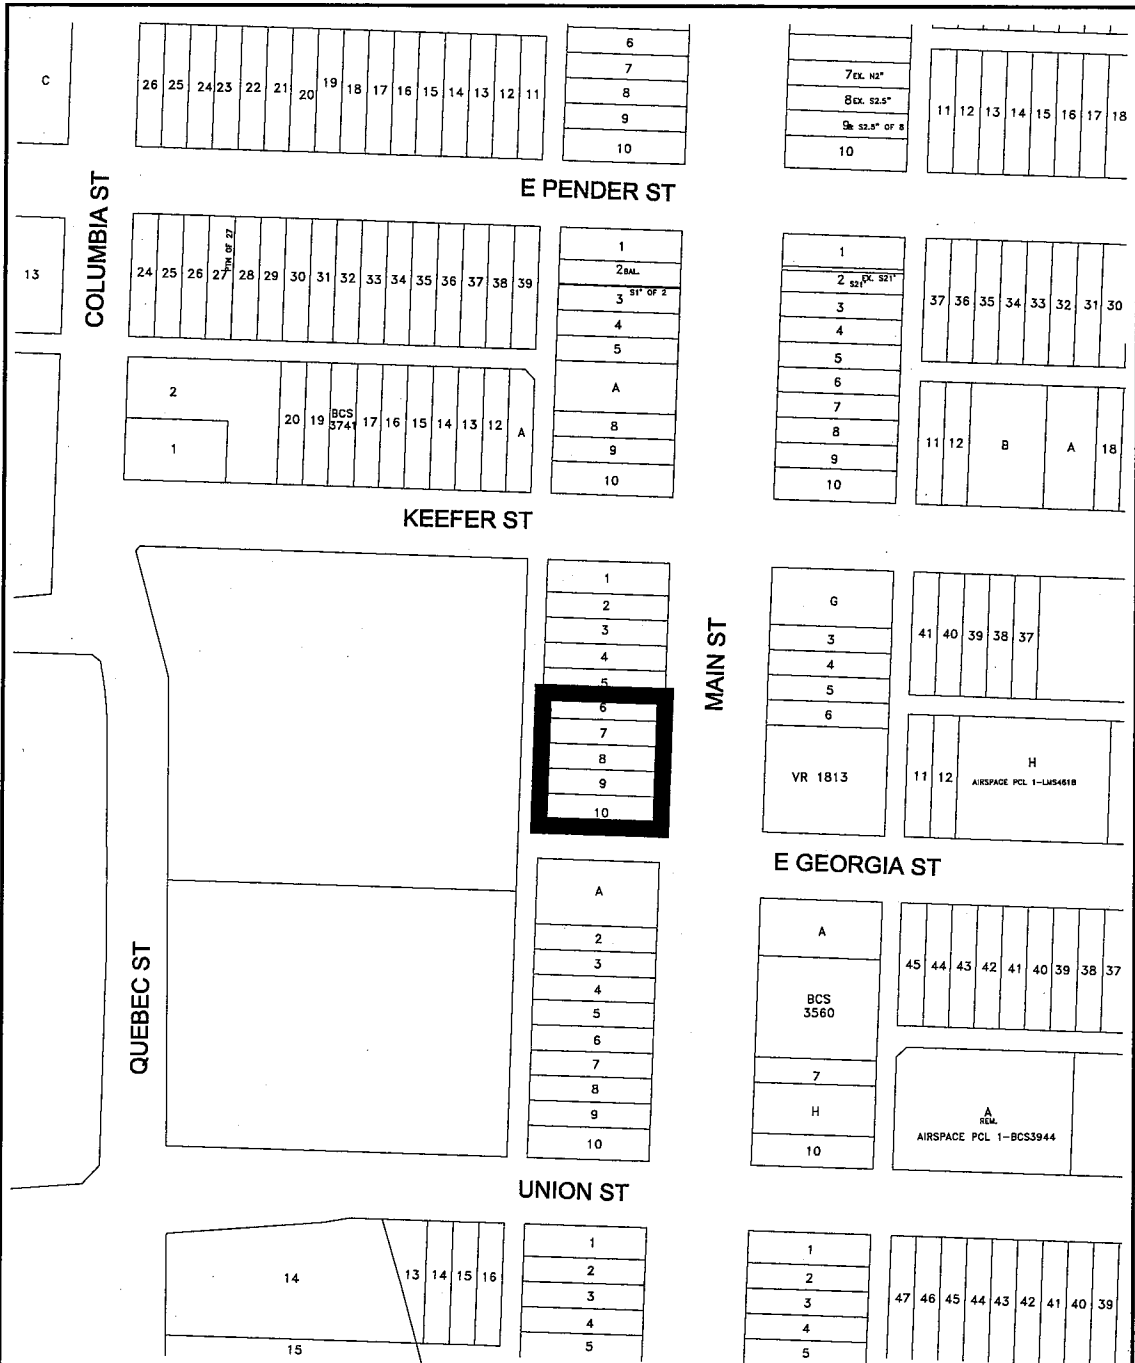 C
26 25 24 23 22 21 20 19 18 17 16 15 14 13 12 11
6
7
8
9
10
7 EX. N2"
8 EX. S2.5"
9 & S2.5" OF 8
10
11 12 13 14 15 16 17 18
E PENDER ST
COLUMBIA ST
13
24 25 26 27 PTN OF 27 28 29 30 31 32 33 34 35 36 37 38 39
1
2 BAL.
3 S1" OF 2
4
5
A
8
9
10
1
2 EX. S21"
S21"
3
4
5
6
7
8
9
10
37 36 35 34 33 32 31 30
2
1
20 19 BCS 3741 17 16 15 14 13 12 A
11 12 B A 18
KEEFER ST
1
2
3
4
5
6
7
8
9
10
MAIN ST
G
3
4
5
6
VR 1813
41 40 39 38 37
11 12
H
AIRSPACE PCL 1-LMS4618
E GEORGIA ST
QUEBEC ST
A
2
3
4
5
6
7
8
9
10
A
BCS
3560
7
H
10
45 44 43 42 41 40 39 38 37
A
REM.
AIRSPACE PCL 1-BCS3944
UNION ST
14
13 14 15 16
15
1
2
3
4
5
1
2
3
4
5
47 46 45 44 43 42 41 40 39